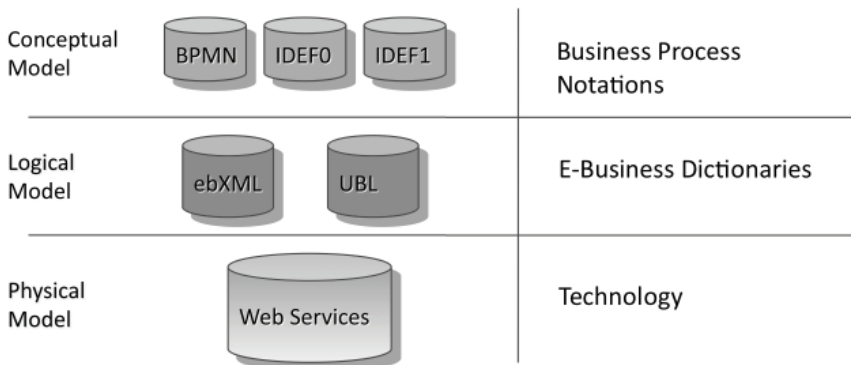 Conceptual
Model
BPMN
IDEF0
IDEF1
Business Process
Notations
Logical
Model
ebXML
UBL
E-Business Dictionaries
Physical
Model
Web Services
Technology